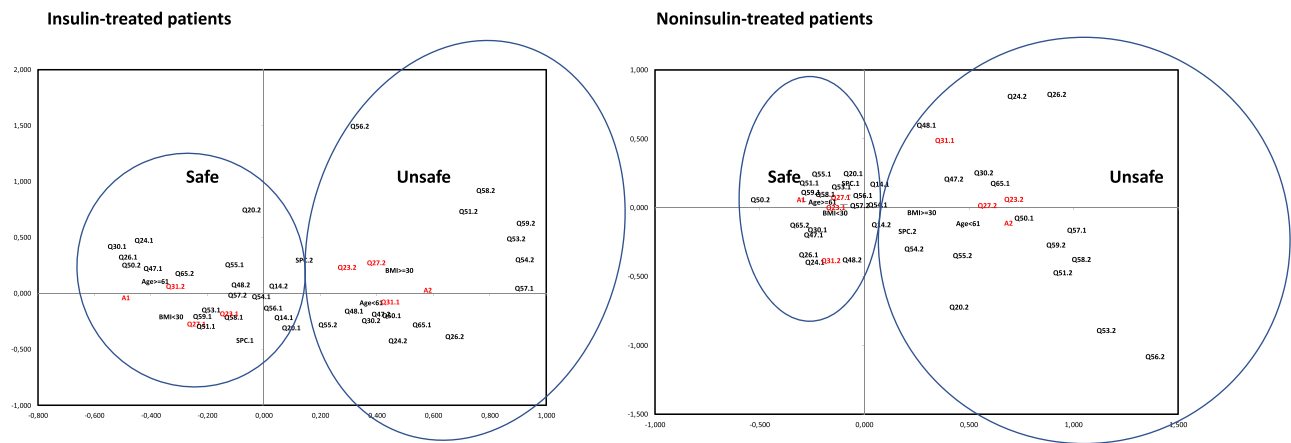 Insulin-treated patients
2,000
1,500
Q56.2
Safe
Unsafe
1,000
Q58.2
Q20.2
Q51.2
Q59.2
0,500
Q24.1
Q53.2
Q30.1
Q26.1
SPC.2
Q54.2
Q50.2
Q47.1
Q55.1
Q23.2
Q27.2
Q65.2
BMI>=30
Age>=61
Q31.2
Q48.2
Q14.2
Q57.1
A2
0,000
A1
Q57.2
Q54.1
Age<61
Q31.1
Q53.1
Q56.1
Q48.1
Q23.1
Q47.2
BMI<30
Q59.1
Q58.1
Q14.1
Q30.2
Q50.1
Q27.1
Q51.1
Q20.1
Q55.2
Q65.1
SPC.1
Q24.2
Q26.2
-0,500
-1,000
-0,800
-0,600
-0,400
-0,200
0,000
0,200
0,400
0,600
0,800
1,000
Noninsulin-treated patients
1,000
Q24.2
Q26.2
Q48.1
0,500
Q31.1
Safe
Unsafe
Q55.1
Q20.1
Q30.2
Q51.1
SPC.1
Q14.1
Q47.2
Q65.1
Q53.1
Q59.1
Q58.1
Q56.1
Q50.2
A1
Q27.1
Q23.2
Age>=61
Q23.1
Q57.2
Q54.1
Q27.2
0,000
BMI<30
BMI>=30
Q50.1
Q65.2
Q14.2
Age<61
A2
Q30.1
Q47.1
SPC.2
Q57.1
Q54.2
Q59.2
Q26.1
Q24.1
Q31.2
Q48.2
Q55.2
Q58.2
Q51.2
-0,500
Q20.2
Q53.2
-1,000
Q56.2
-1,500
-1,000
-0,500
0,000
0,500
1,000
1,500